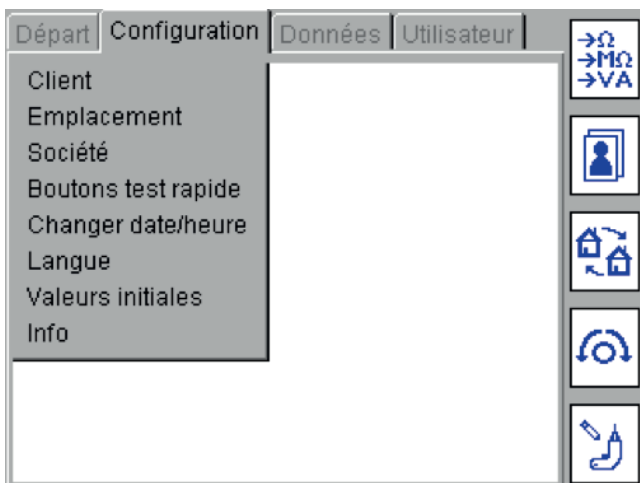 Départ Configuration Données Utilisateur
Client
Emplacement
Société
Boutons test rapide
Changer date/heure
Langue
Valeurs initiales
Info
→Ω
→MΩ
→VA